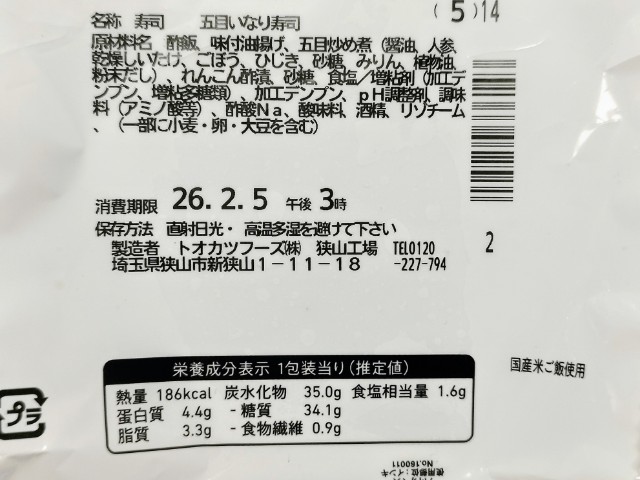 (5)14
名称 寿司 五目いなり寿司
原材料名 酢飯、味付油揚げ、五目炒め煮(醤油、人参、
乾燥しいたけ、ごぼう、ひじき、砂糖、みりん、植物油、
粉末だし)、れんこん酢漬、砂糖、食塩/増粘剤(加工デ
ンプン、増粘多糖類)、加工デンプン、pH調整剤、調味
料(アミノ酸等)、酢酸Na、酸味料、酒精、リゾチーム
、(一部に小麦・卵・大豆を含む)
消費期限 26.2.5 午後3時
保存方法 直射日光・高温多湿を避けて下さい
製造者 トオカツフーズ㈱ 狭山工場 TEL0120
埼玉県狭山市新狭山1-11-18 -227-794
2
栄養成分表示 1包装当り(推定値)
熱量 186kcal 炭水化物 35.0g 食塩相当量 1.6g
蛋白質 4.4g -糖質 34.1g
脂質 3.3g -食物繊維 0.9g
国産米ご飯使用
プラ
使用部位:インキ
No.160011